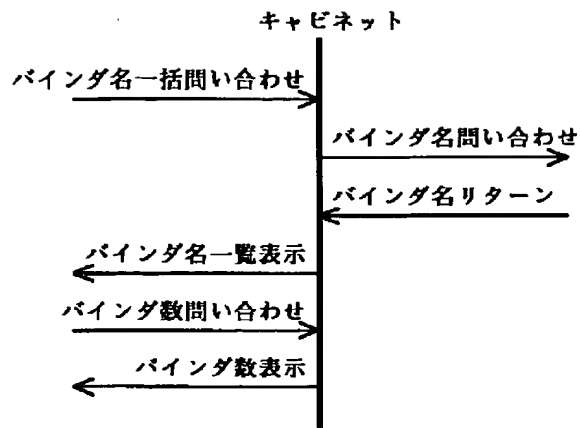 キャビネット
バインダ名一括問い合わせ
バインダ名問い合わせ
バインダ名リターン
バインダ名一覧表示
バインダ数問い合わせ
バインダ数表示